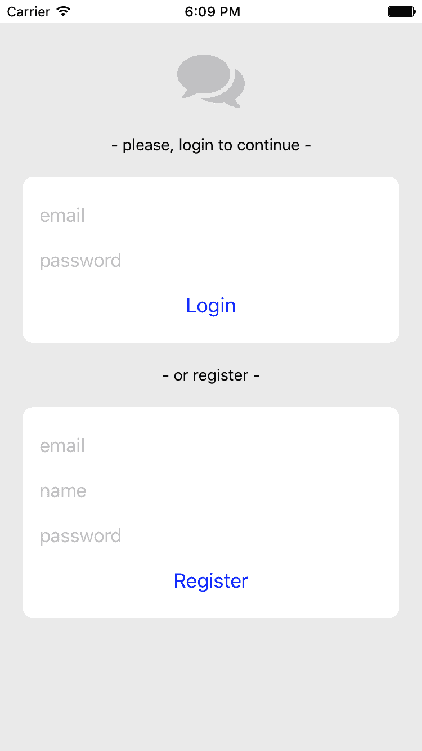 Carrier 6:09 PM
- please, login to continue -
email
password
Login
- or register -
email
name
password
Register